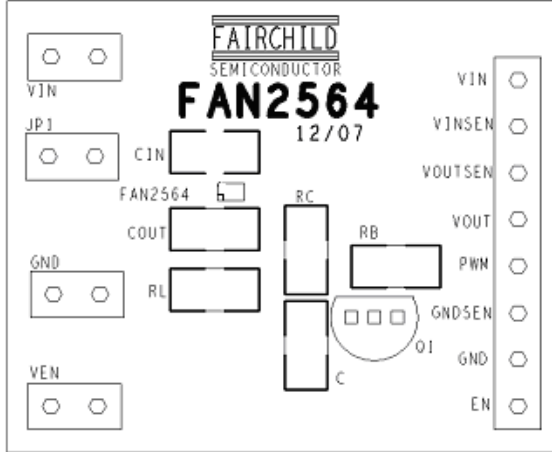 FAIRCHILD
SEMICONDUCTOR
FAN2564
12/07
VIN
JP1
GND
VEN
CIN
FAN2564
COUT
RL
RC
RB
C
Q1
VIN
VINSEN
VOUTSEN
VOUT
PWM
GNDSEN
GND
EN